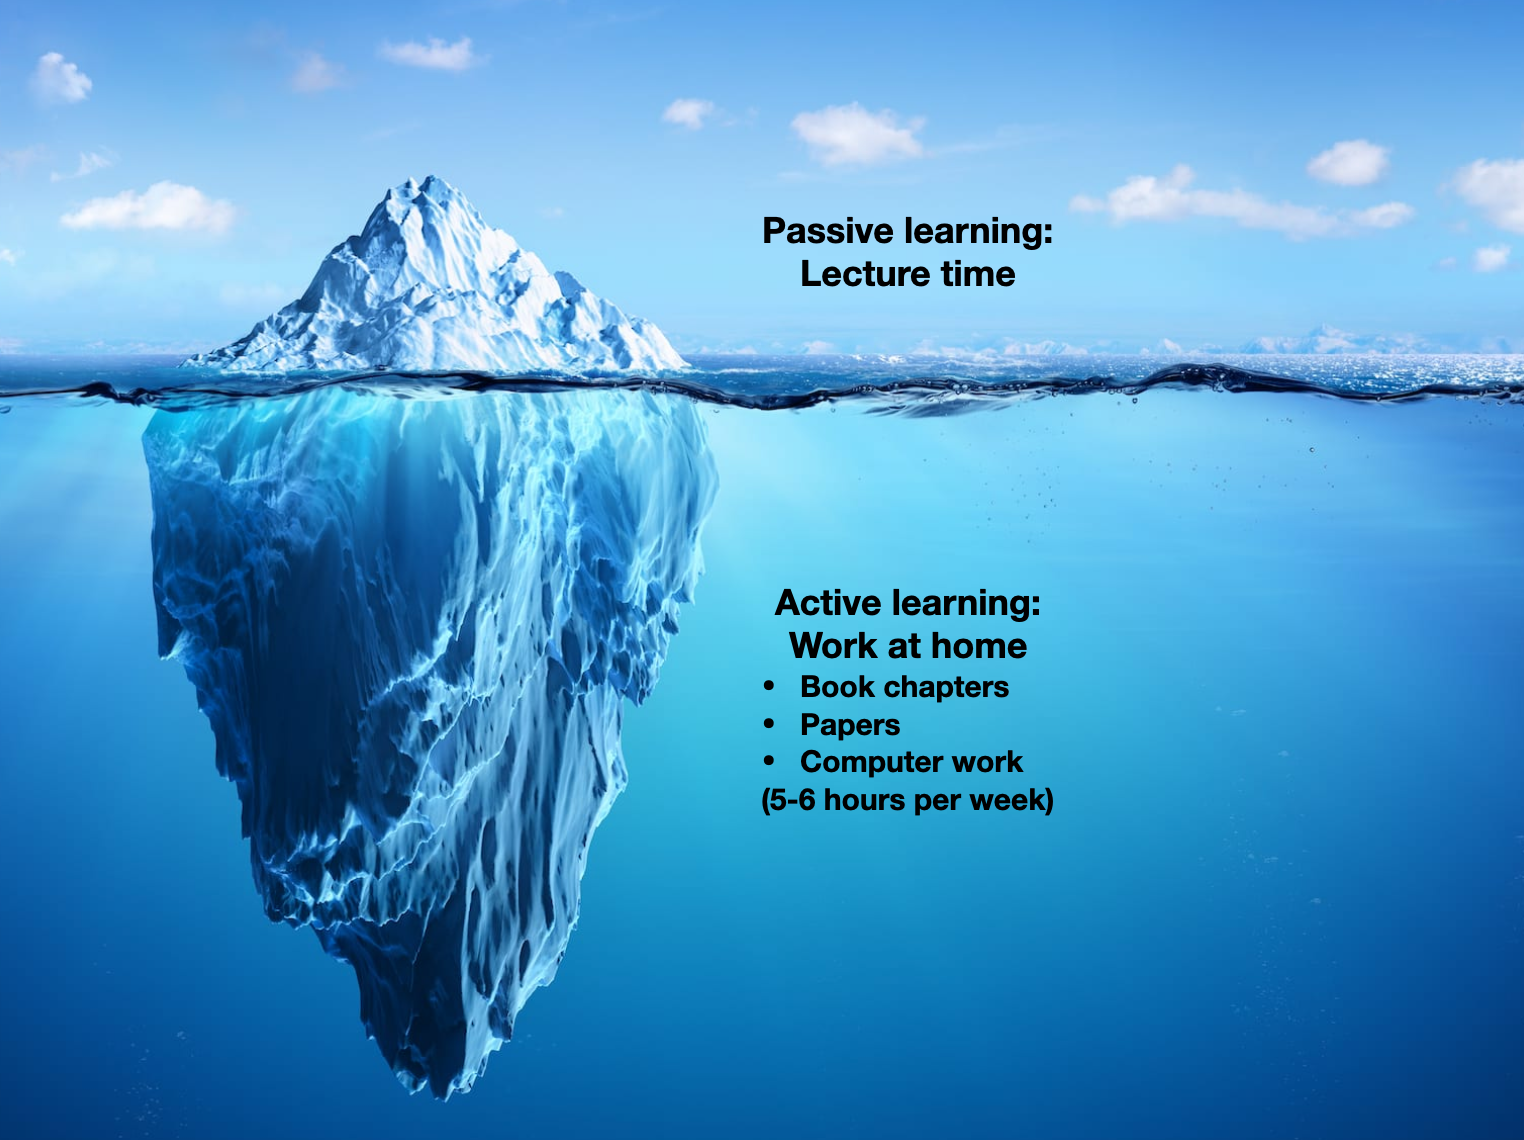 Passive learning:
Lecture time
Active learning:
Work at home
• Book chapters
• Papers
• Computer work
(5-6 hours per week)